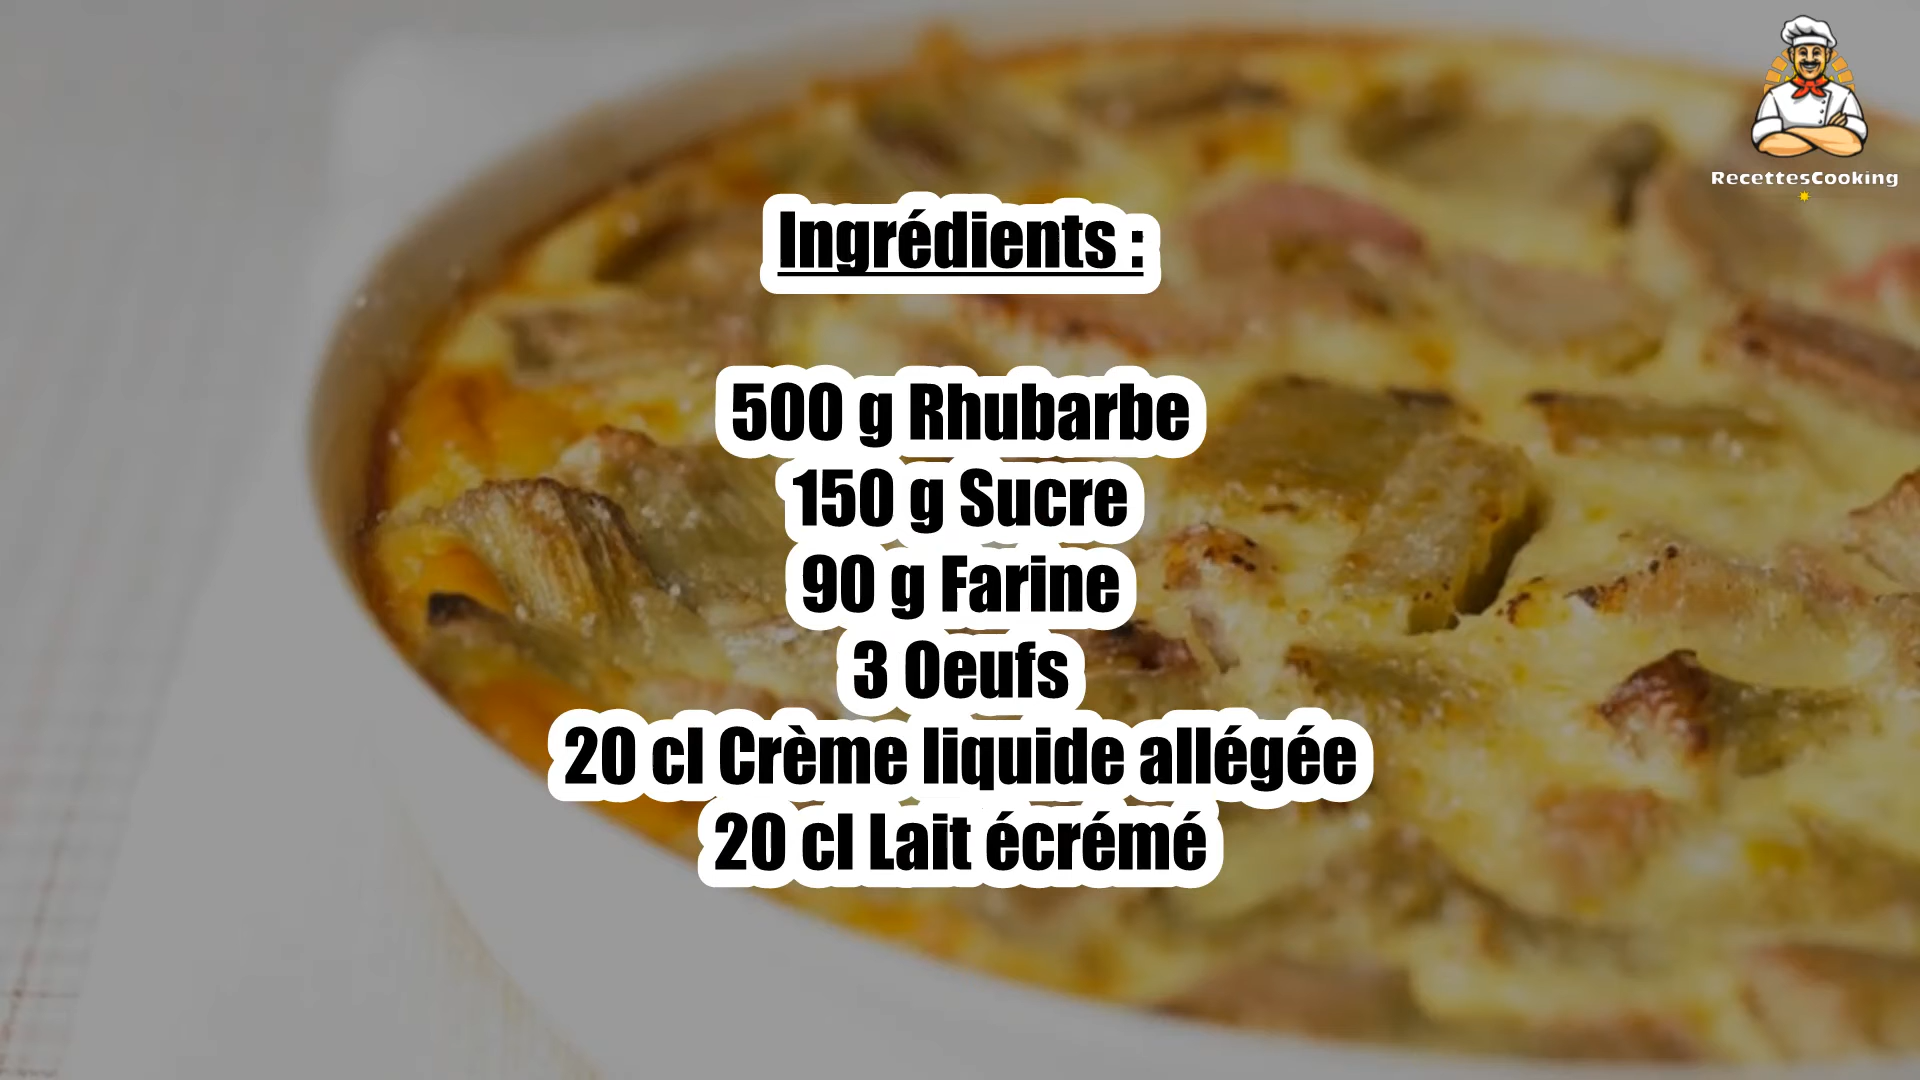 RecettesCooking
Ingrédients :
500 g Rhubarbe
150 g Sucre
90 g Farine
3 Oeufs
20 cl Crème liquide allégée
20 cl Lait écrémé